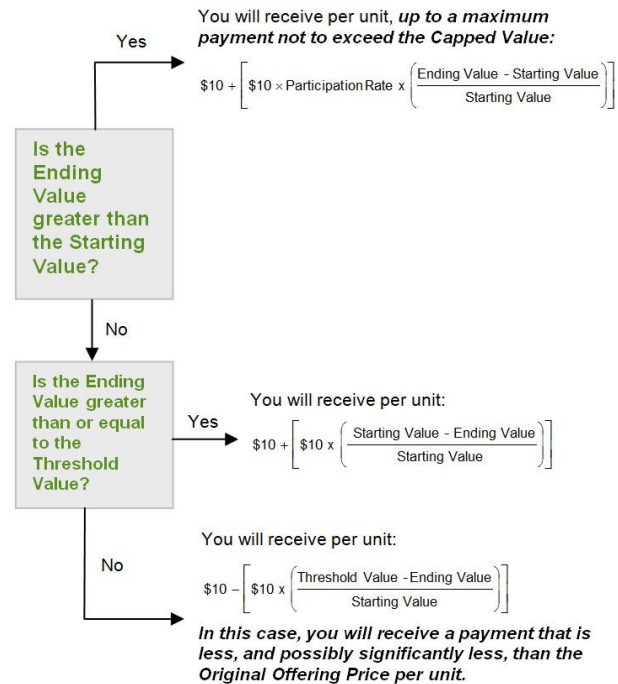 You will receive per unit, up to a maximum
payment not to exceed the Capped Value:
Yes
$10 + [$10 × Participation Rate x (Ending Value - Starting Value / Starting Value)]
Is the
Ending
Value
greater than
the Starting
Value?
No
Is the Ending
Value greater
than or equal
to the
Threshold
Value?
Yes
You will receive per unit:
$10 + [$10 x (Starting Value - Ending Value / Starting Value)]
No
You will receive per unit:
$10 – [$10 x (Threshold Value - Ending Value / Starting Value)]
In this case, you will receive a payment that is
less, and possibly significantly less, than the
Original Offering Price per unit.